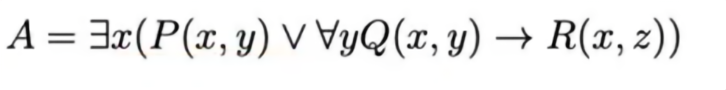 A = ∃x(P(x, y) ∨ ∀yQ(x, y) → R(x, z))